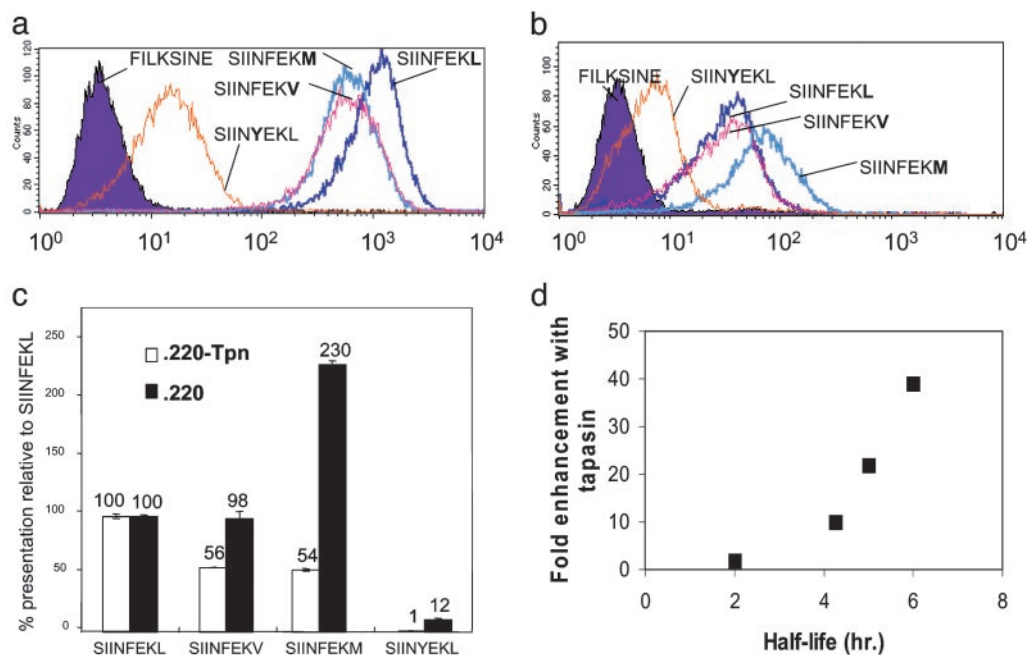 a
120
100
80
60
40
20
0
Counts
FILKSINE
SIINFEKM
SIINFEKL
SIINFEKV
SIINYEKL
10^0 10^1 10^2 10^3 10^4
b
100
80
60
40
20
0
Counts
FILKSINE
SIINYEKL
SIINFEKL
SIINFEKV
SIINFEKM
10^0 10^1 10^2 10^3 10^4
c
% presentation relative to SIINFEKL
250
200
150
100
50
0
.220-Tpn
.220
100 100
56 98
54 230
1 12
SIINFEKL SIINFEKV SIINFEKM SIINYEKL
d
Fold enhancement with
tapasin
50
40
30
20
10
0
0 2 4 6 8
Half-life (hr.)